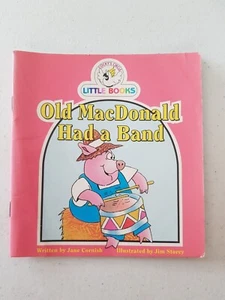 LITTLE BOOKS
Old MacDonald
Had a Band
Written by Jane Cornish Illustrated by Jim Storey